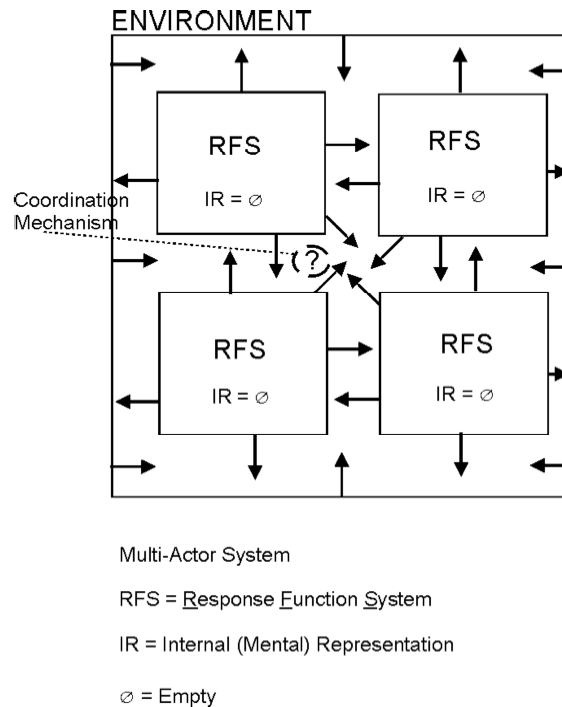 ENVIRONMENT
RFS
IR = ∅
RFS
IR = ∅
Coordination
Mechanism
?
RFS
IR = ∅
RFS
IR = ∅
Multi-Actor System
RFS = Response Function System
IR = Internal (Mental) Representation
∅ = Empty